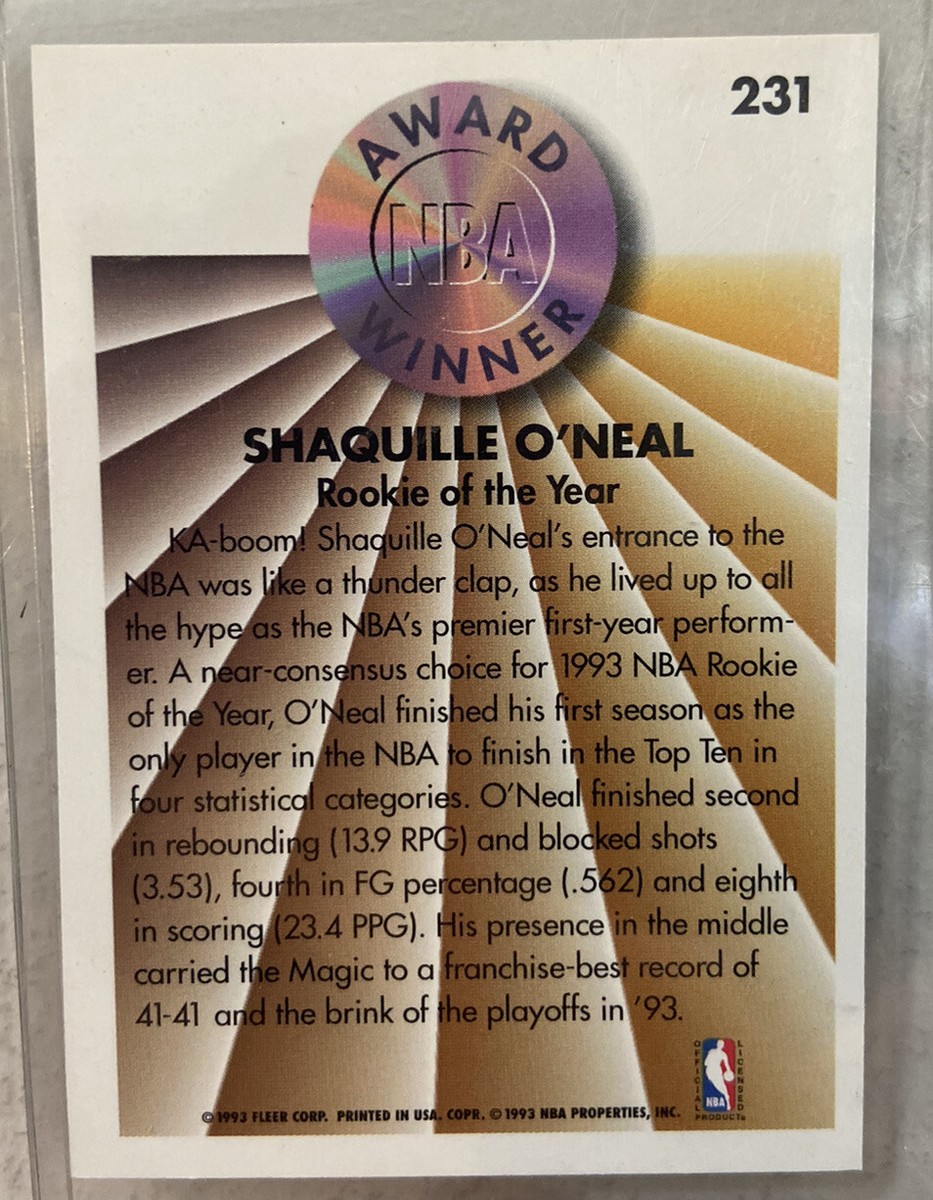 231
AWARD
NBA
WINNER
SHAQUILLE O'NEAL
Rookie of the Year
KA-boom! Shaquille O'Neal's entrance to the
NBA was like a thunder clap, as he lived up to all
the hype as the NBA's premier first-year perform-
er. A near-consensus choice for 1993 NBA Rookie
of the Year, O'Neal finished his first season as the
only player in the NBA to finish in the Top Ten in
four statistical categories. O'Neal finished second
in rebounding (13.9 RPG) and blocked shots
(3.53), fourth in FG percentage (.562) and eighth
in scoring (23.4 PPG). His presence in the middle
carried the Magic to a franchise-best record of
41-41 and the brink of the playoffs in '93.
OFFICIAL
LICENSED
NBA
PRODUCT®
©1993 FLEER CORP. PRINTED IN USA. COPR. ©1993 NBA PROPERTIES, INC.